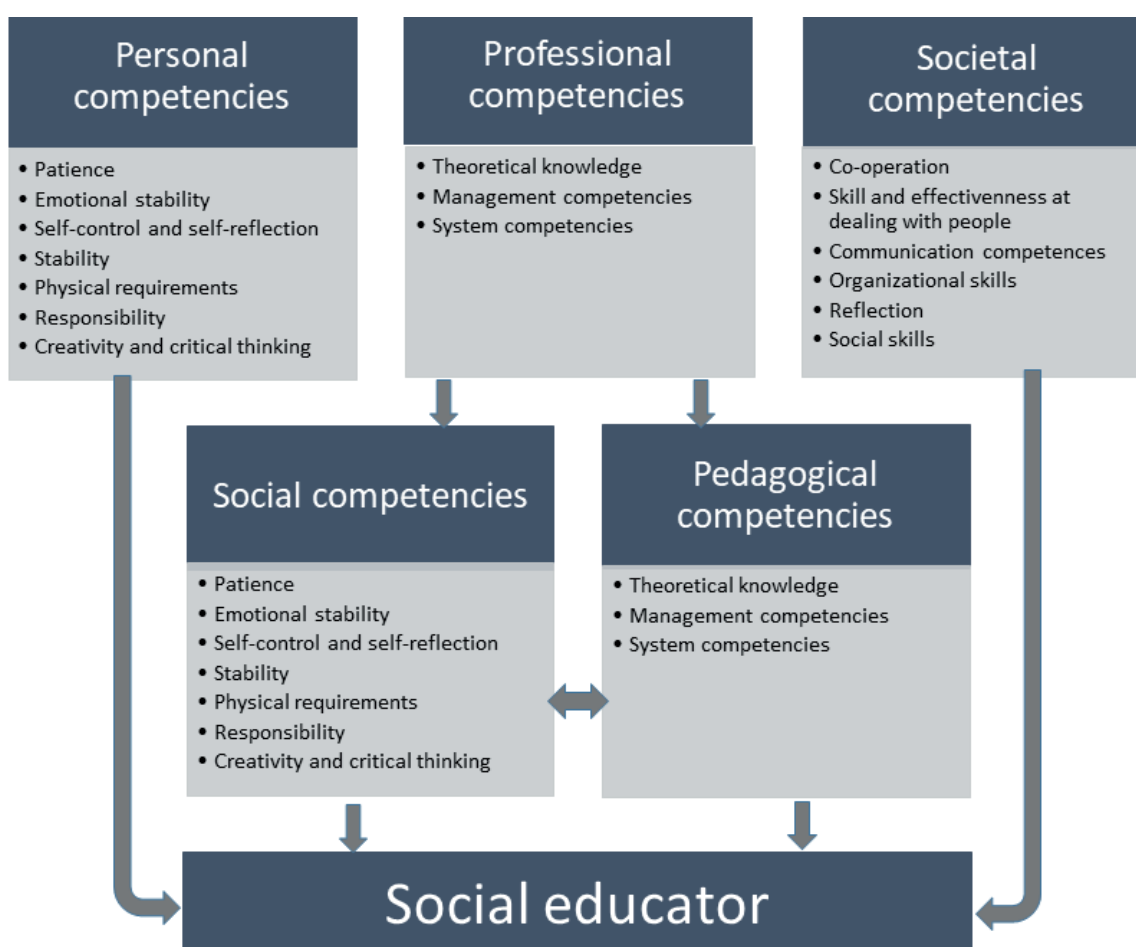 Personal
competencies
• Patience
• Emotional stability
• Self-control and self-reflection
• Stability
• Physical requirements
• Responsibility
• Creativity and critical thinking
Professional
competencies
• Theoretical knowledge
• Management competencies
• System competencies
Societal
competencies
• Co-operation
• Skill and effectiveness at
dealing with people
• Communication competences
• Organizational skills
• Reflection
• Social skills
Social competencies
• Patience
• Emotional stability
• Self-control and self-reflection
• Stability
• Physical requirements
• Responsibility
• Creativity and critical thinking
Pedagogical
competencies
• Theoretical knowledge
• Management competencies
• System competencies
Social educator